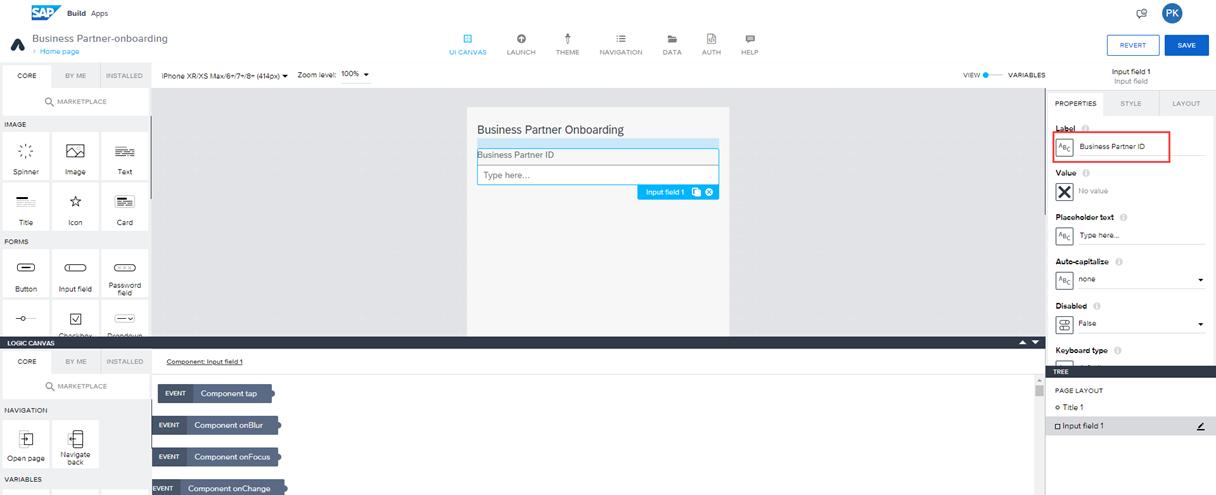 SAP Build Apps
PK
Business Partner-onboarding
Home page
UI CANVAS
LAUNCH
THEME
NAVIGATION
DATA
AUTH
HELP
REVERT
SAVE
CORE
BY ME
INSTALLED
MARKETPLACE
iPhone XR/XS Max/6+/7+/8+ (414px)
Zoom level: 100%
VIEW
VARIABLES
IMAGE
Spinner
Image
Text
Title
Icon
Card
FORMS
Button
Input field
Password
field
Checkbox
Dropdown
Business Partner Onboarding
Business Partner ID
Type here...
Input field 1
Input field 1
Input field
PROPERTIES
STYLE
LAYOUT
Label
ABC Business Partner ID
Value
No value
Placeholder text
ABC Type here...
Auto-capitalize
ABC none
Disabled
False
Keyboard type
LOGIC CANVAS
CORE
BY ME
INSTALLED
MARKETPLACE
NAVIGATION
Open page
Navigate
back
VARIABLES
Component: Input field 1
EVENT Component tap
EVENT Component onBlur
EVENT Component onFocus
EVENT Component onChange
TREE
PAGE LAYOUT
Title 1
Input field 1